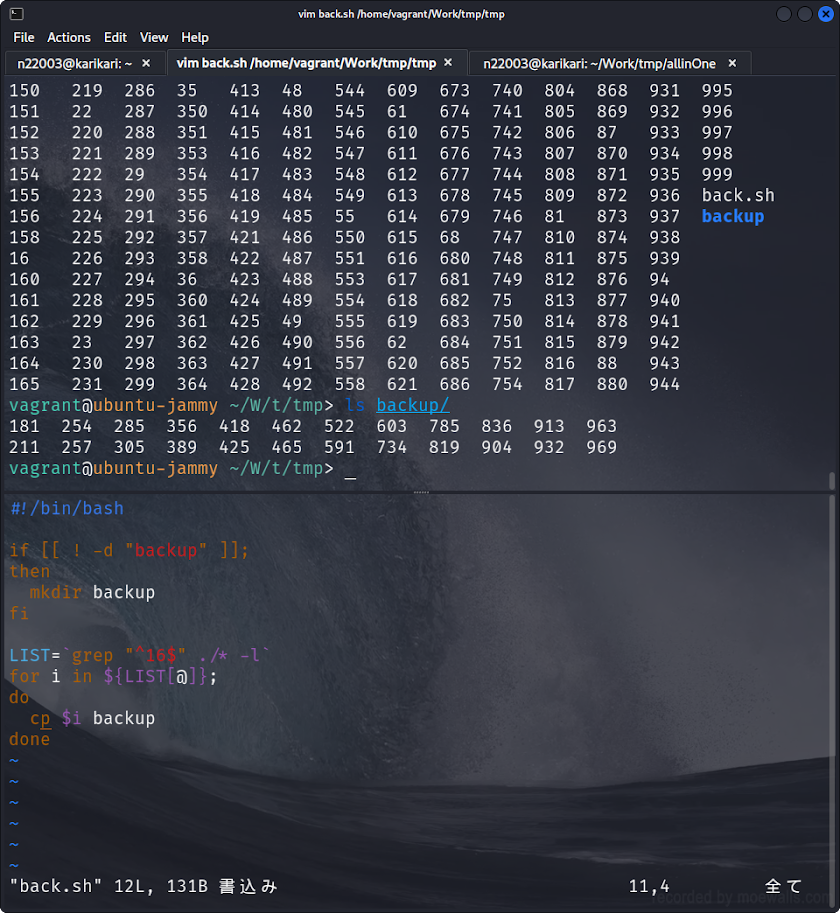 vim back.sh /home/vagrant/Work/tmp/tmp
File Actions Edit View Help
n22003@karikari: ~ × vim back.sh /home/vagrant/Work/tmp/tmp × n22003@karikari: ~/Work/tmp/allinOne ×
150 219 286 35 413 48 544 609 673 740 804 868 931 995
151 22 287 350 414 480 545 61 674 741 805 869 932 996
152 220 288 351 415 481 546 610 675 742 806 87 933 997
153 221 289 353 416 482 547 611 676 743 807 870 934 998
154 222 29 354 417 483 548 612 677 744 808 871 935 999
155 223 290 355 418 484 549 613 678 745 809 872 936 back.sh
156 224 291 356 419 485 55 614 679 746 81 873 937 backup
158 225 292 357 421 486 550 615 68 747 810 874 938
16 226 293 358 422 487 551 616 680 748 811 875 939
160 227 294 36 423 488 553 617 681 749 812 876 94
161 228 295 360 424 489 554 618 682 75 813 877 940
162 229 296 361 425 49 555 619 683 750 814 878 941
163 23 297 362 426 490 556 62 684 751 815 879 942
164 230 298 363 427 491 557 620 685 752 816 88 943
165 231 299 364 428 492 558 621 686 754 817 880 944
vagrant@ubuntu-jammy ~/W/t/tmp> ls backup/
181 254 285 356 418 462 522 603 785 836 913 963
211 257 305 389 425 465 591 734 819 904 932 969
vagrant@ubuntu-jammy ~/W/t/tmp> _
#!/bin/bash
if [[ ! -d "backup" ]];
then
  mkdir backup
fi
LIST=`grep "^16$" ./* -l`
for i in ${LIST[@]};
do
  cp $i backup
done
~
~
~
~
~
~
"back.sh" 12L, 131B 書込み 11,4 全て
recorded by moewalls.com